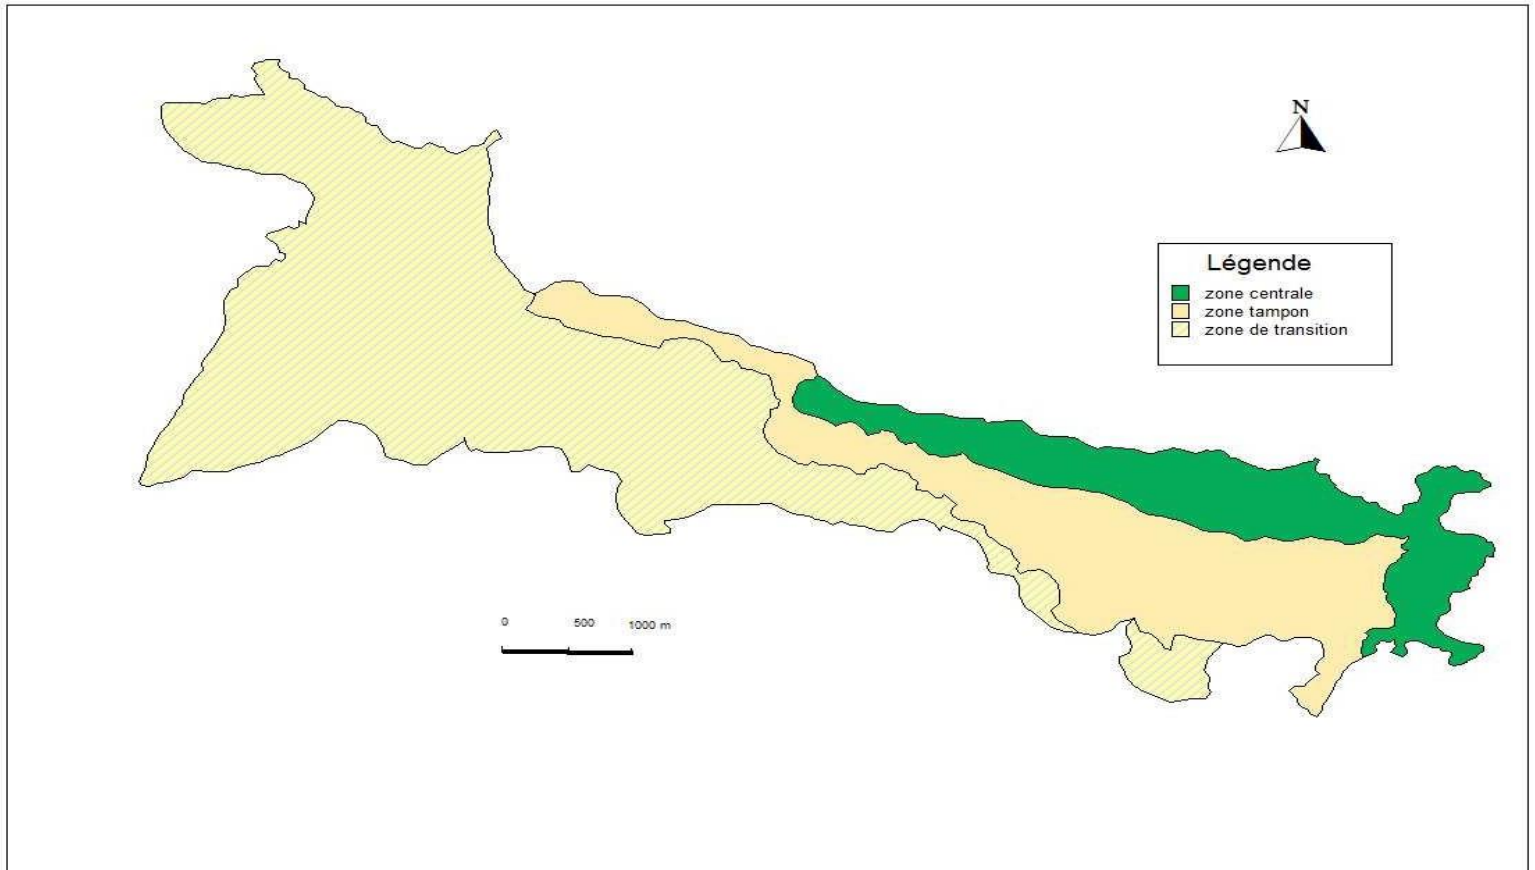 N
Légende
zone centrale
zone tampon
zone de transition
0 500 1000 m